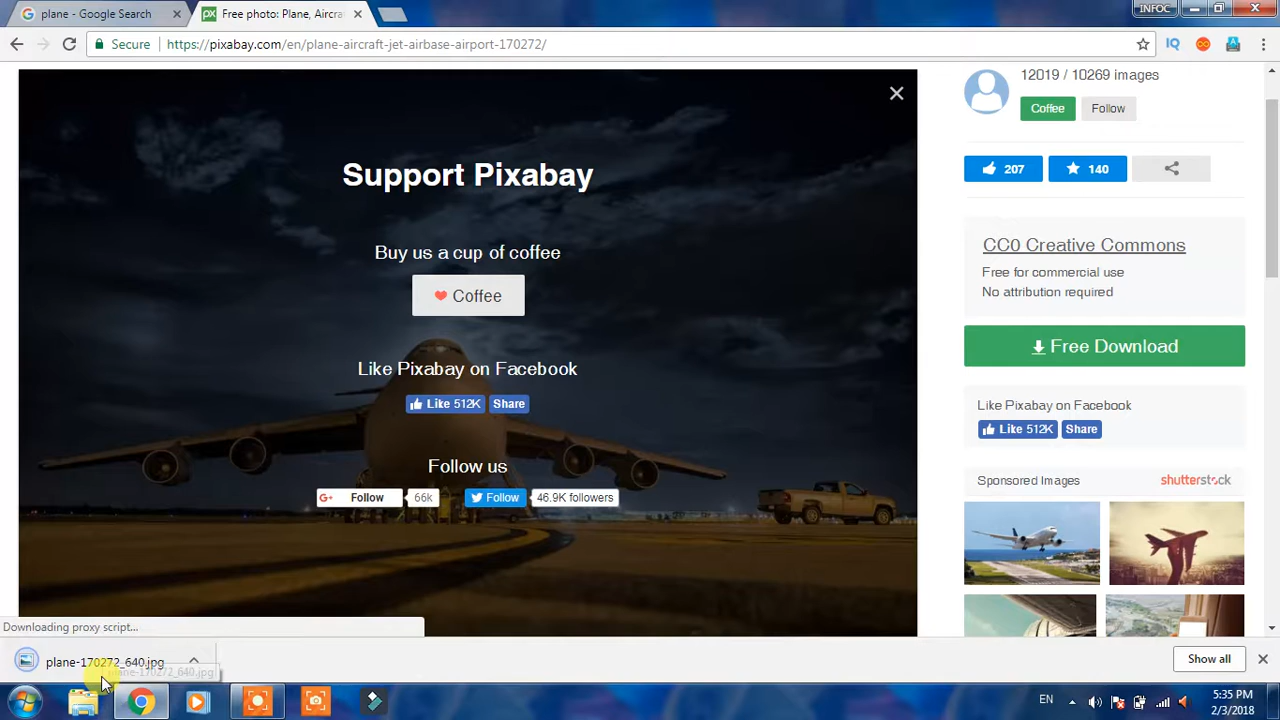 plane - Google Search
Free photo: Plane, Aircra
INFOC
Secure
https://pixabay.com/en/plane-aircraft-jet-airbase-airport-170272/
IQ
12019 / 10269 images
Coffee
Follow
207
140
Support Pixabay
Buy us a cup of coffee
Coffee
Like Pixabay on Facebook
Like 512K
Share
Follow us
G+ Follow
66k
Follow
46.9K followers
CC0 Creative Commons
Free for commercial use
No attribution required
Free Download
Like Pixabay on Facebook
Like 512K
Share
Sponsored Images
shutterstock
Downloading proxy script...
plane-170272_640.jpg
plane-170272_640.jpg
Show all
EN
5:35 PM
2/3/2018